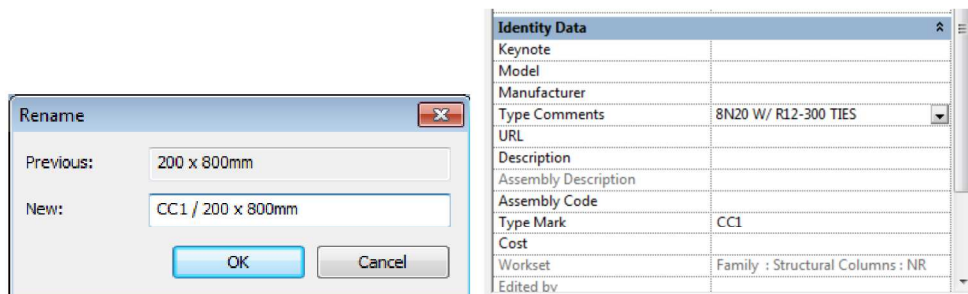 Rename
Previous: 200 x 800mm
New: CC1 / 200 x 800mm
OK Cancel
Identity Data
Keynote
Model
Manufacturer
Type Comments 8N20 W/ R12-300 TIES
URL
Description
Assembly Description
Assembly Code
Type Mark CC1
Cost
Workset Family : Structural Columns : NR
Edited by